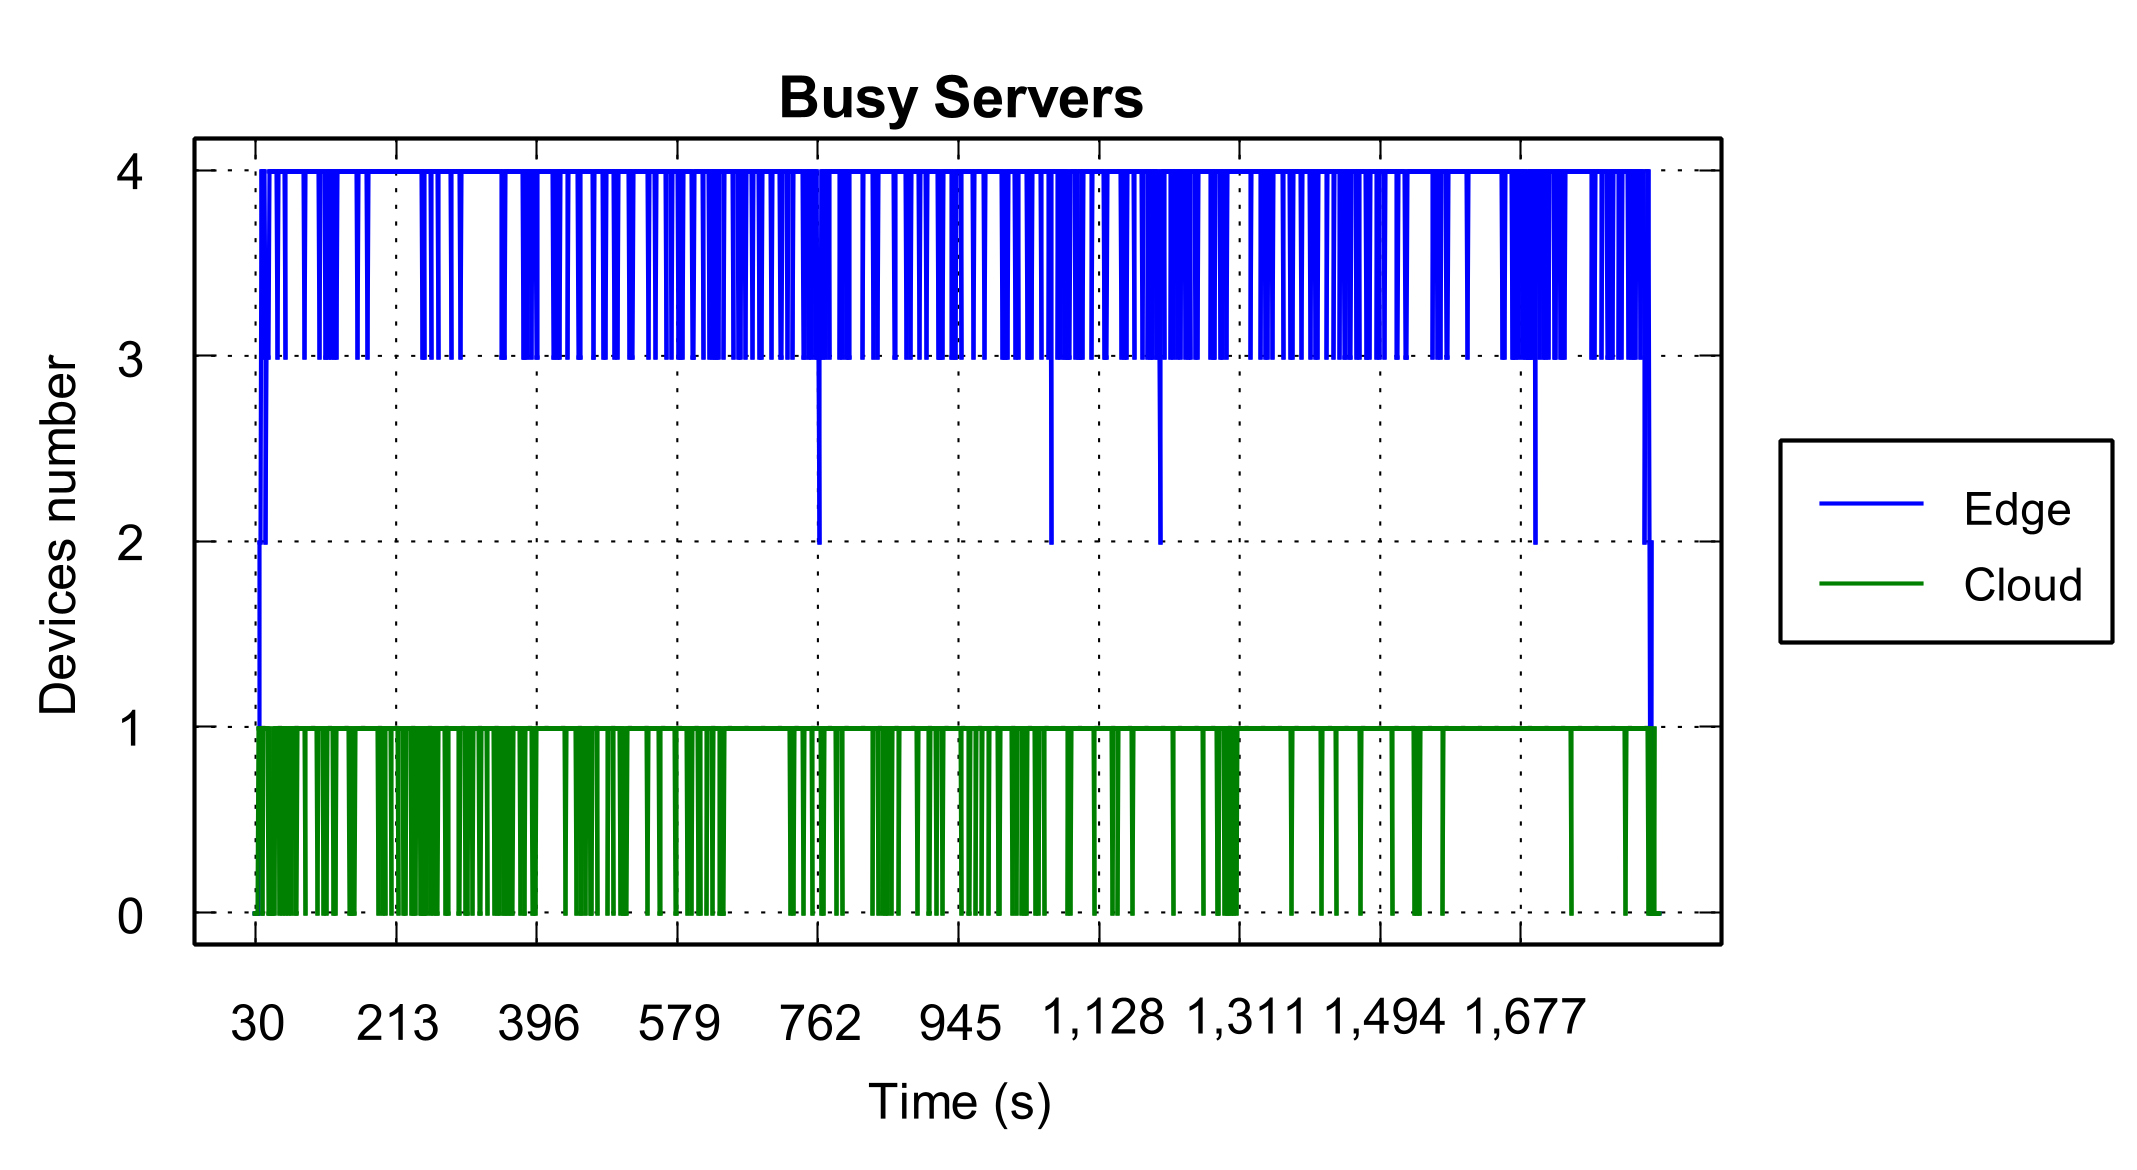 Busy Servers
4
3
2
1
0
Devices number
30 213 396 579 762 945 1,128 1,311 1,494 1,677
Time (s)
Edge
Cloud